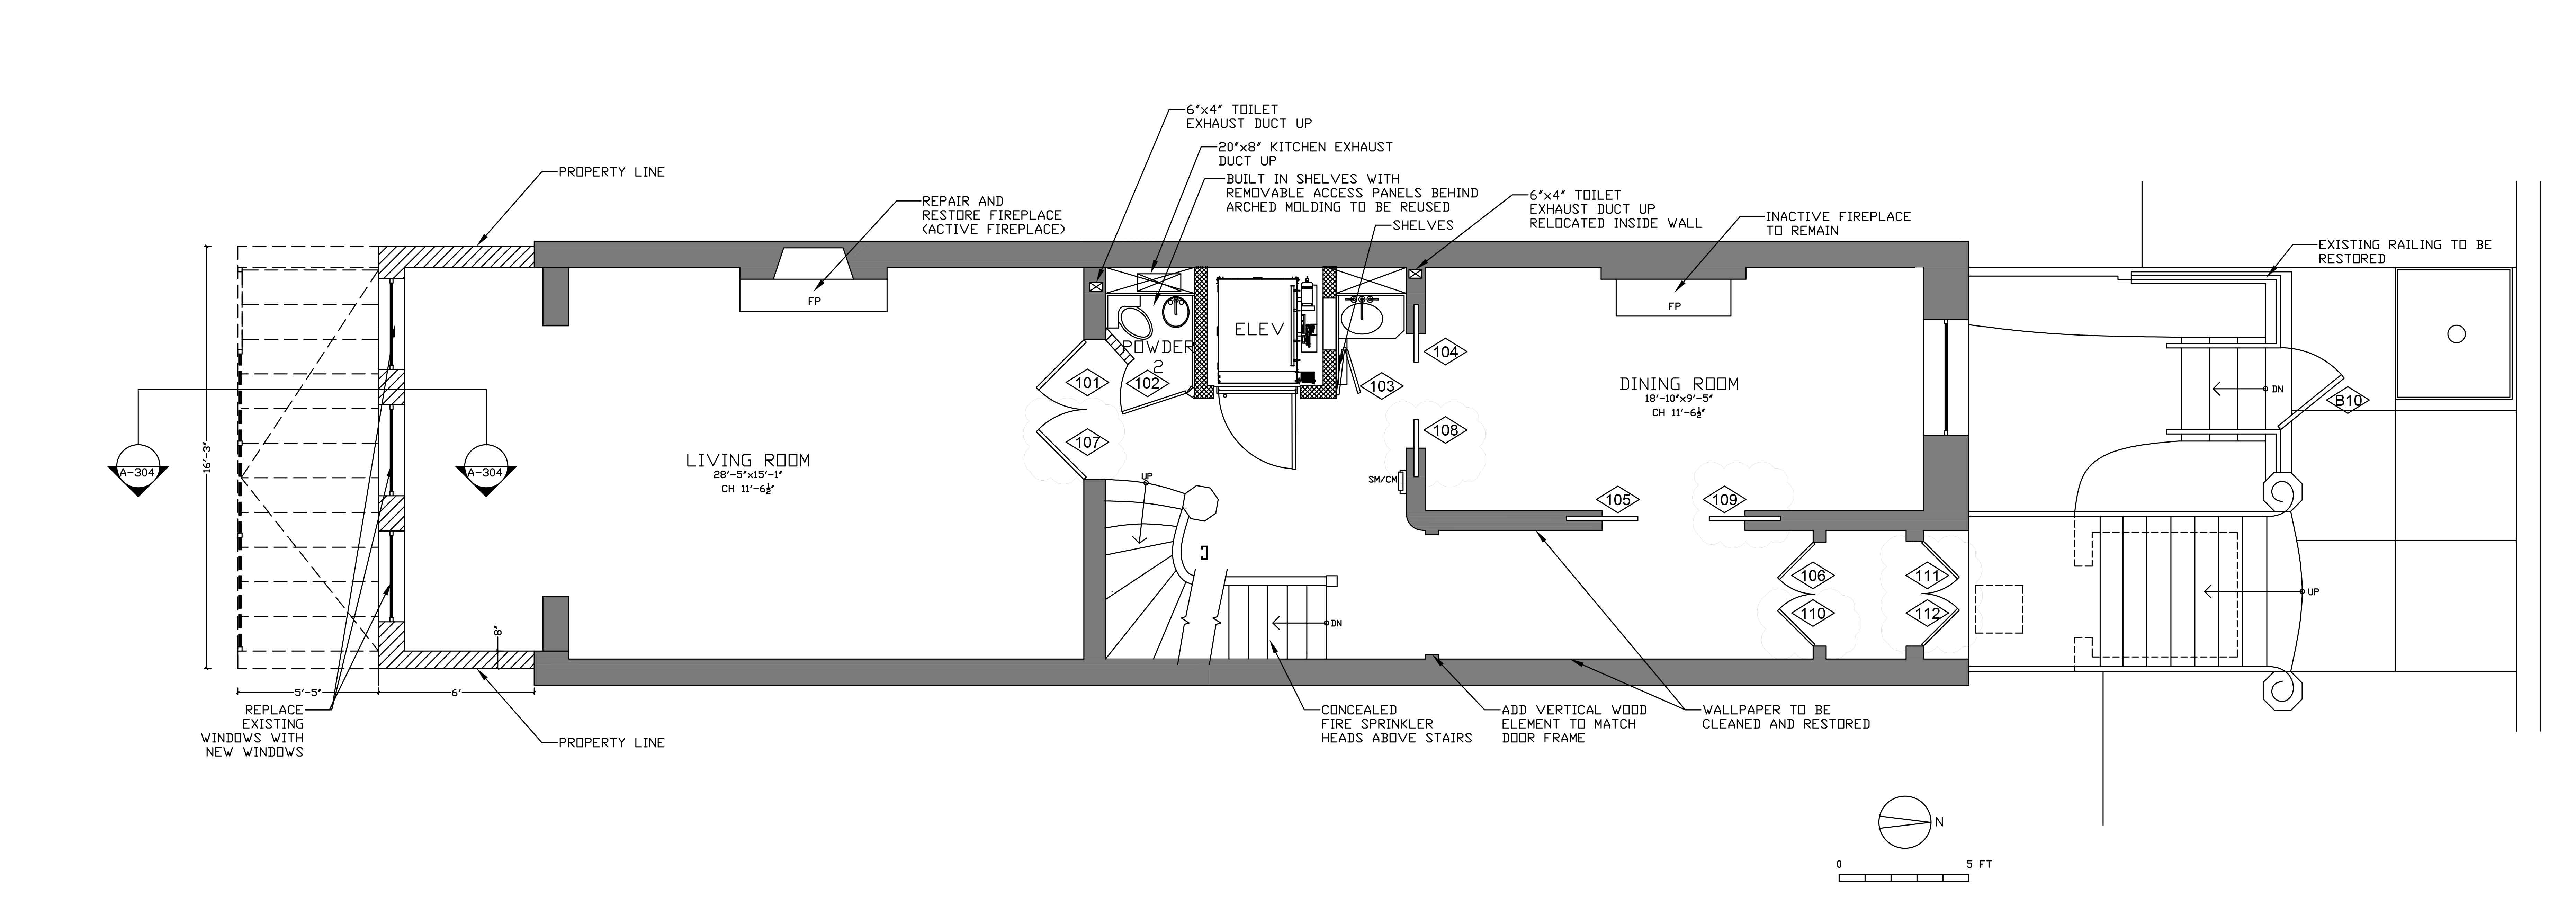 6"x4" TOILET
EXHAUST DUCT UP
20"x8" KITCHEN EXHAUST
DUCT UP
BUILT IN SHELVES WITH
REMOVABLE ACCESS PANELS BEHIND
ARCHED MOLDING TO BE REUSED
SHELVES
6"x4" TOILET
EXHAUST DUCT UP
RELOCATED INSIDE WALL
PROPERTY LINE
REPAIR AND
RESTORE FIREPLACE
(ACTIVE FIREPLACE)
INACTIVE FIREPLACE
TO REMAIN
EXISTING RAILING TO BE
RESTORED
FP
FP
ELEV
POWDER
2
101
102
103
104
107
108
DINING ROOM
18'-10"x9'-5"
CH 11'-6½"
DN
B10
16'-3"
A-304
A-304
LIVING ROOM
28'-5"x15'-1"
CH 11'-6½"
UP
SM/CM
105
109
106
111
110
112
UP
DN
8"
5'-5"
6'
REPLACE
EXISTING
WINDOWS WITH
NEW WINDOWS
PROPERTY LINE
CONCEALED
FIRE SPRINKLER
HEADS ABOVE STAIRS
ADD VERTICAL WOOD
ELEMENT TO MATCH
DOOR FRAME
WALLPAPER TO BE
CLEANED AND RESTORED
N
0
5 FT